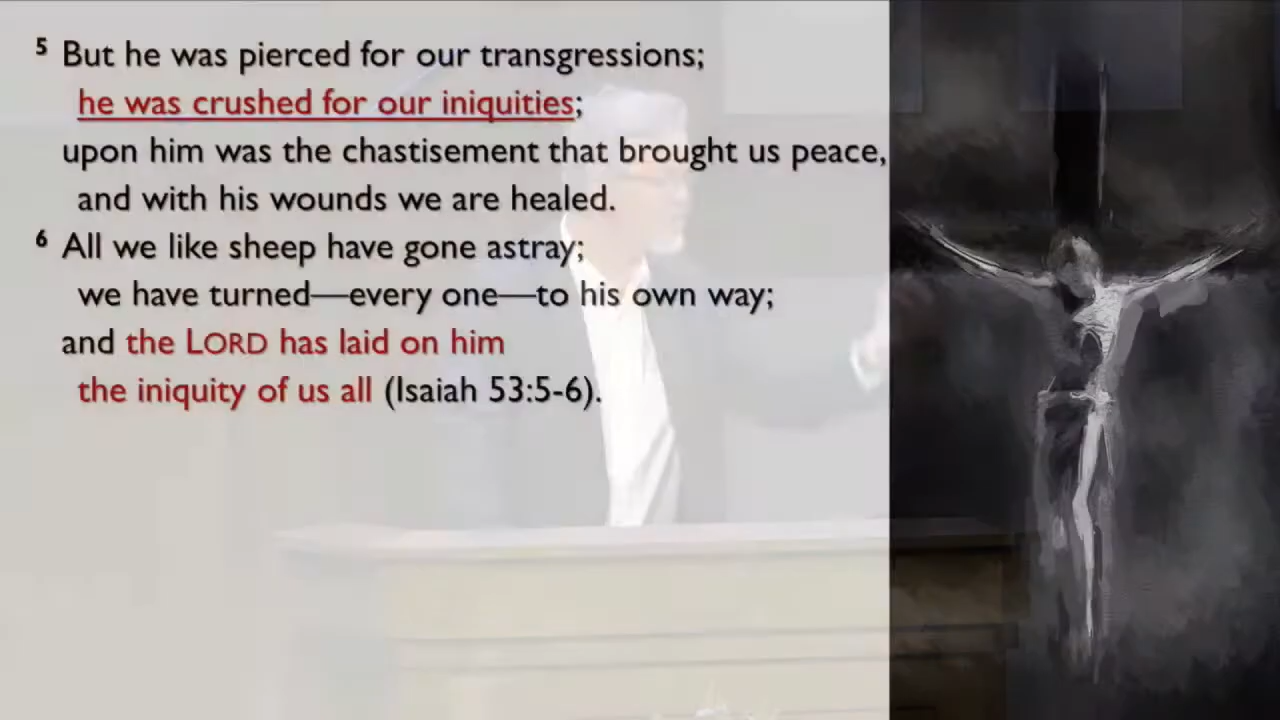 5 But he was pierced for our transgressions;
he was crushed for our iniquities;
upon him was the chastisement that brought us peace,
and with his wounds we are healed.
6 All we like sheep have gone astray;
we have turned—every one—to his own way;
and the LORD has laid on him
the iniquity of us all (Isaiah 53:5-6).